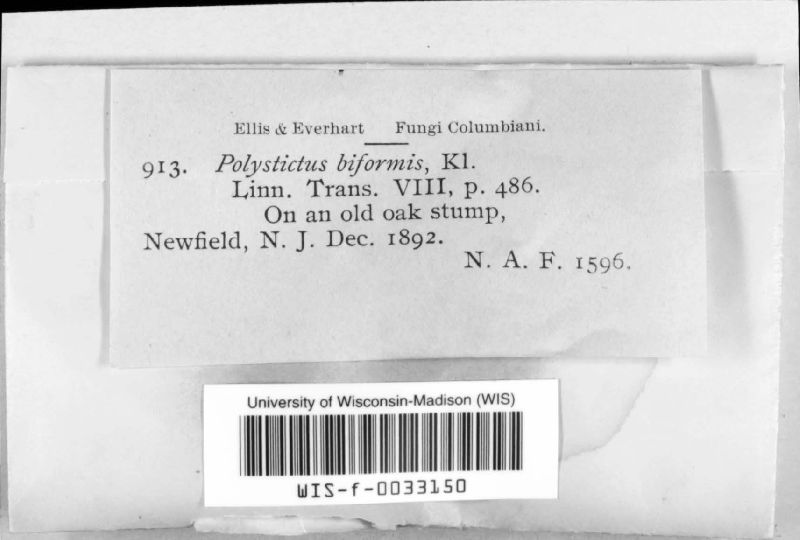 Ellis & Everhart Fungi Columbiani.
913. Polystictus biformis, Kl.
Linn. Trans. VIII, p. 486.
On an old oak stump,
Newfield, N. J. Dec. 1892.
N. A. F. 1596.
University of Wisconsin-Madison (WIS)
WIS-f-0033150